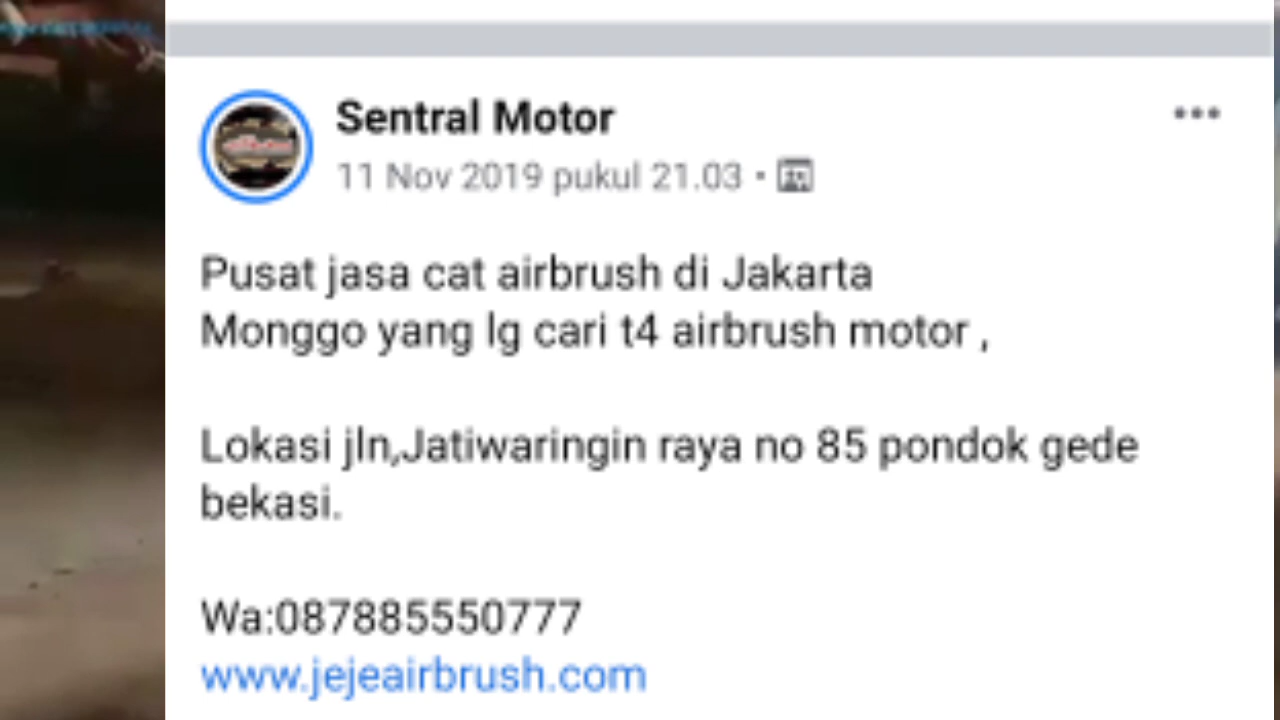 Sentral Motor
11 Nov 2019 pukul 21.03
Pusat jasa cat airbrush di Jakarta
Monggo yang lg cari t4 airbrush motor ,
Lokasi jln,Jatiwaringin raya no 85 pondok gede
bekasi.
Wa:087885550777
www.jejeairbrush.com